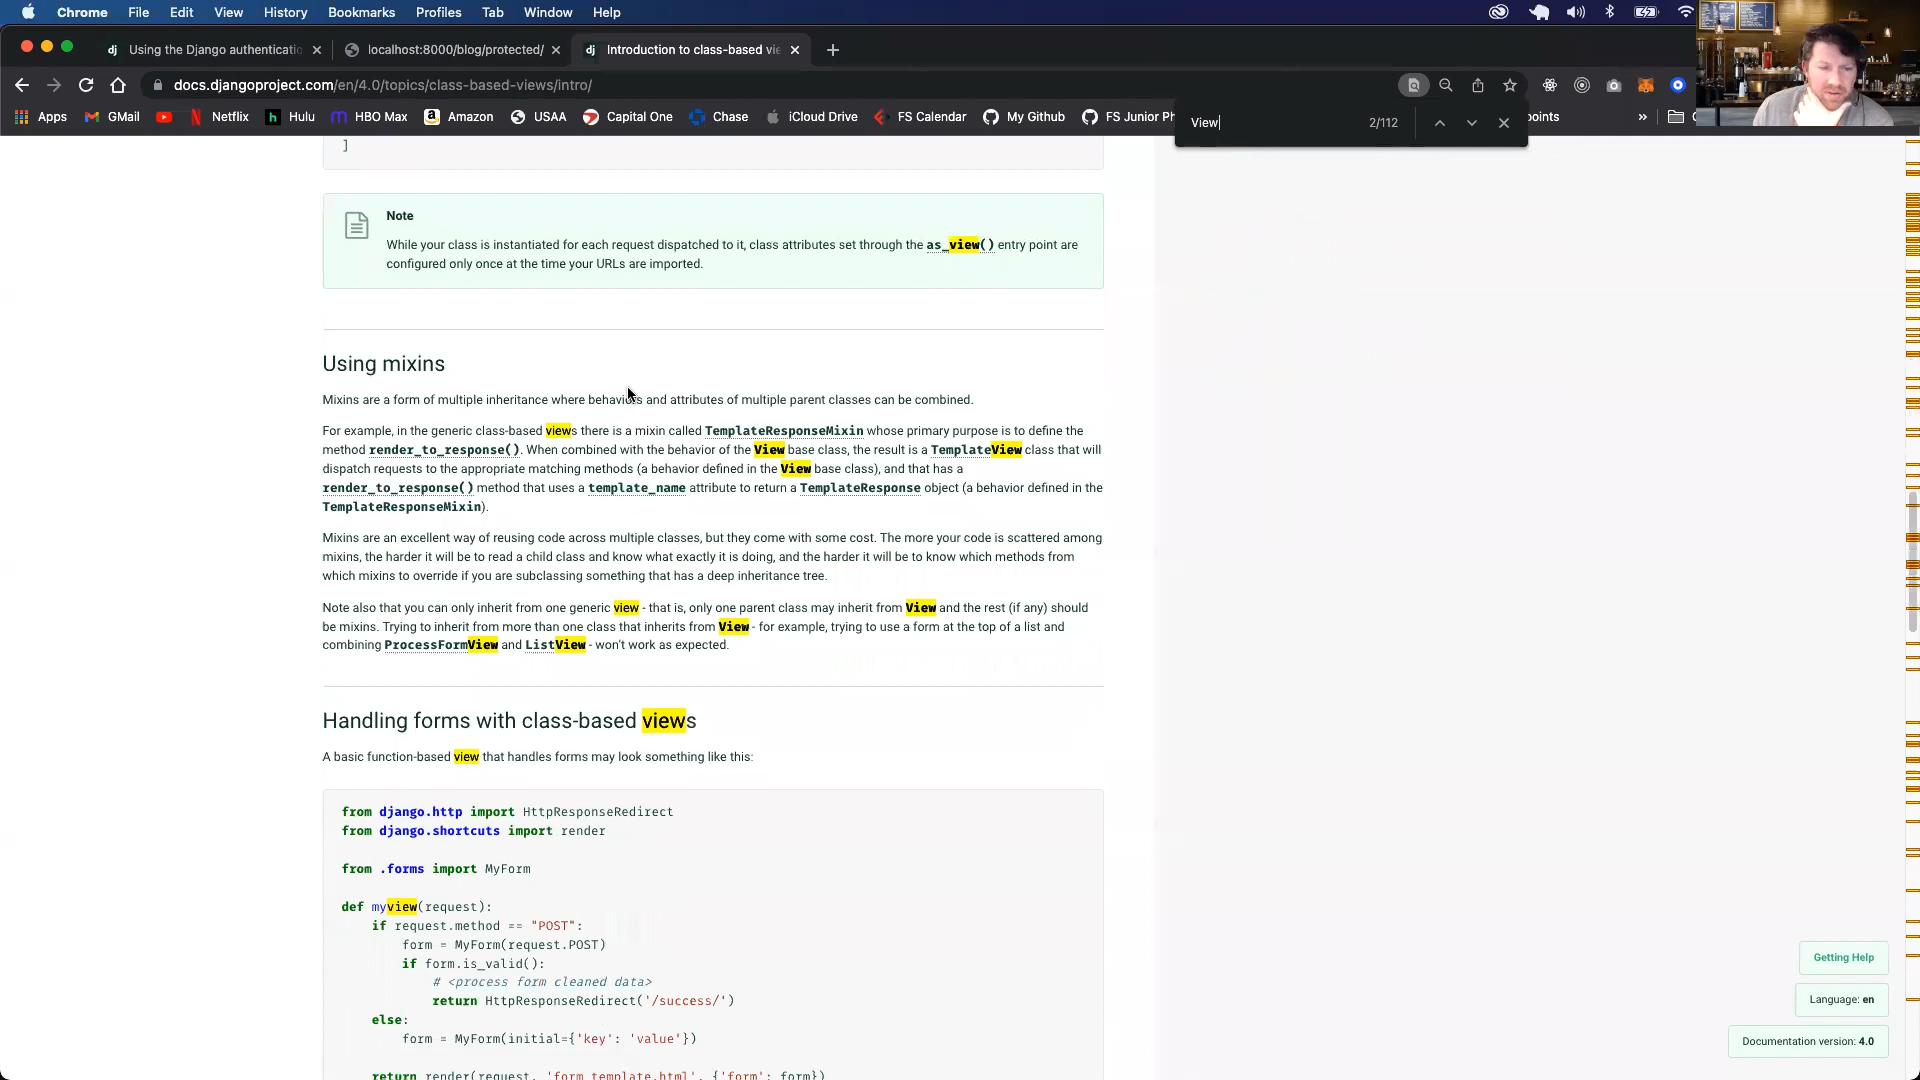 Chrome File Edit View History Bookmarks Profiles Tab Window Help
dj Using the Django authenticatio localhost:8000/blog/protected/ dj Introduction to class-based vie
docs.djangoproject.com/en/4.0/topics/class-based-views/intro/
Apps GMail Netflix h Hulu HBO Max a Amazon USAA Capital One Chase iCloud Drive FS Calendar My Github FS Junior Ph points »
View 2/112
]
Note
While your class is instantiated for each request dispatched to it, class attributes set through the as_view() entry point are
configured only once at the time your URLs are imported.
Using mixins
Mixins are a form of multiple inheritance where behaviors and attributes of multiple parent classes can be combined.
For example, in the generic class-based views there is a mixin called TemplateResponseMixin whose primary purpose is to define the
method render_to_response(). When combined with the behavior of the View base class, the result is a TemplateView class that will
dispatch requests to the appropriate matching methods (a behavior defined in the View base class), and that has a
render_to_response() method that uses a template_name attribute to return a TemplateResponse object (a behavior defined in the
TemplateResponseMixin).
Mixins are an excellent way of reusing code across multiple classes, but they come with some cost. The more your code is scattered among
mixins, the harder it will be to read a child class and know what exactly it is doing, and the harder it will be to know which methods from
which mixins to override if you are subclassing something that has a deep inheritance tree.
Note also that you can only inherit from one generic view - that is, only one parent class may inherit from View and the rest (if any) should
be mixins. Trying to inherit from more than one class that inherits from View - for example, trying to use a form at the top of a list and
combining ProcessFormView and ListView - won't work as expected.
Handling forms with class-based views
A basic function-based view that handles forms may look something like this:
from django.http import HttpResponseRedirect
from django.shortcuts import render
from .forms import MyForm
def myview(request):
if request.method == "POST":
form = MyForm(request.POST)
if form.is_valid():
# <process form cleaned data>
return HttpResponseRedirect('/success/')
else:
form = MyForm(initial={'key': 'value'})
return render(request, 'form_template.html', {'form': form})
Getting Help
Language: en
Documentation version: 4.0